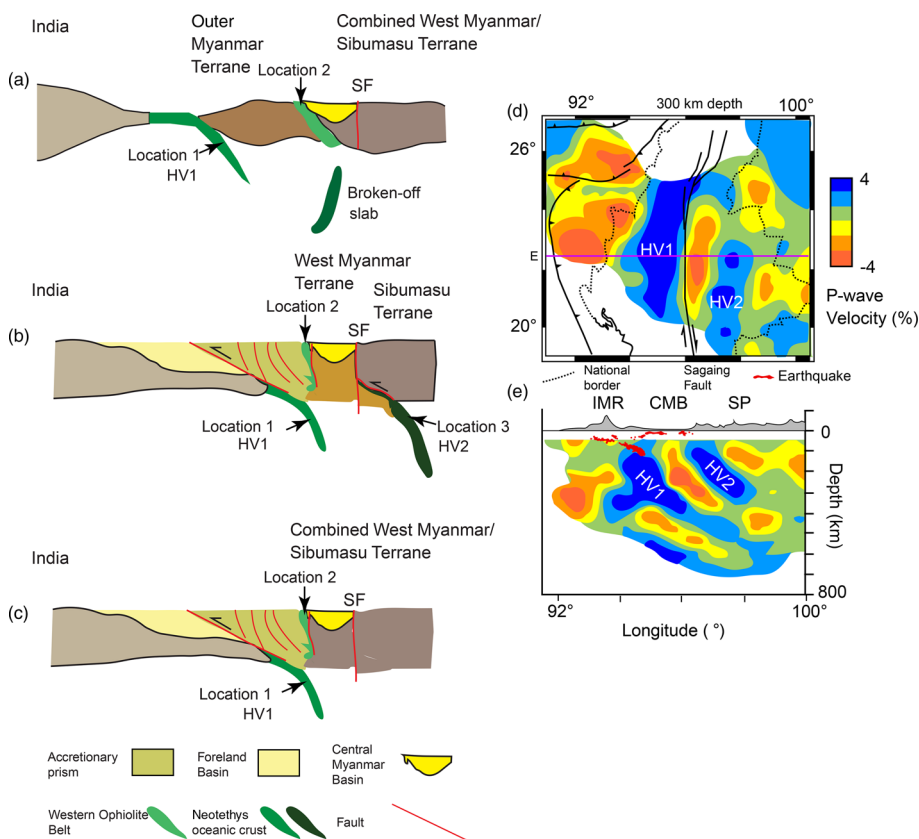 India
Outer
Myanmar
Terrane
Combined West Myanmar/
Sibumasu Terrane
(a)
Location 2
SF
Location 1
HV1
Broken-off
slab
India
West Myanmar
Terrane
Sibumasu
Terrane
(b)
Location 2
SF
Location 1
HV1
Location 3
HV2
India
Combined West Myanmar/
Sibumasu Terrane
(c)
Location 2
SF
Location 1
HV1
Accretionary
prism
Foreland
Basin
Central
Myanmar
Basin
Western Ophiolite
Belt
Neotethys
oceanic crust
Fault
(d)
92°
300 km depth
100°
26°
E
20°
HV1
HV2
4
-4
P-wave
Velocity (%)
National
border
Sagaing
Fault
Earthquake
(e)
IMR
CMB
SP
HV1
HV2
0
Depth (km)
800
92°
100°
Longitude ( °)